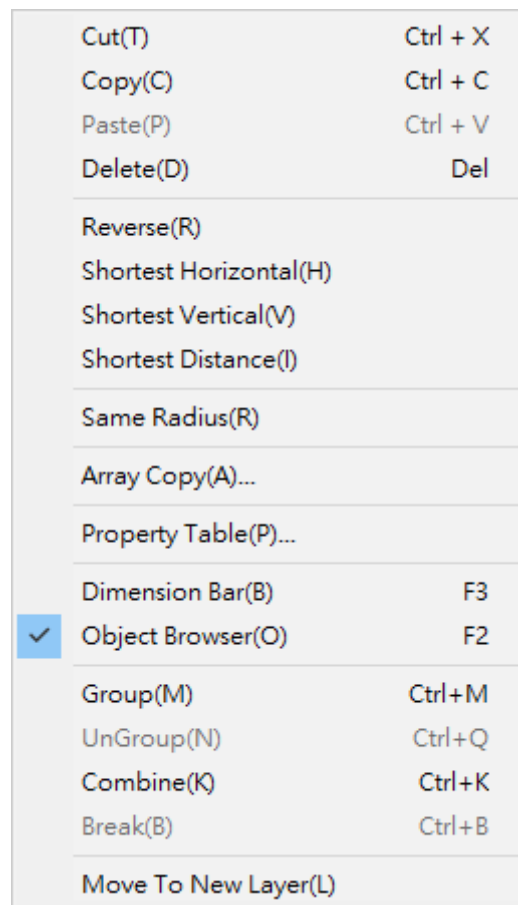 Cut(T) Ctrl + X
Copy(C) Ctrl + C
Paste(P) Ctrl + V
Delete(D) Del
Reverse(R)
Shortest Horizontal(H)
Shortest Vertical(V)
Shortest Distance(I)
Same Radius(R)
Array Copy(A)...
Property Table(P)...
Dimension Bar(B) F3
Object Browser(O) F2
Group(M) Ctrl+M
UnGroup(N) Ctrl+Q
Combine(K) Ctrl+K
Break(B) Ctrl+B
Move To New Layer(L)